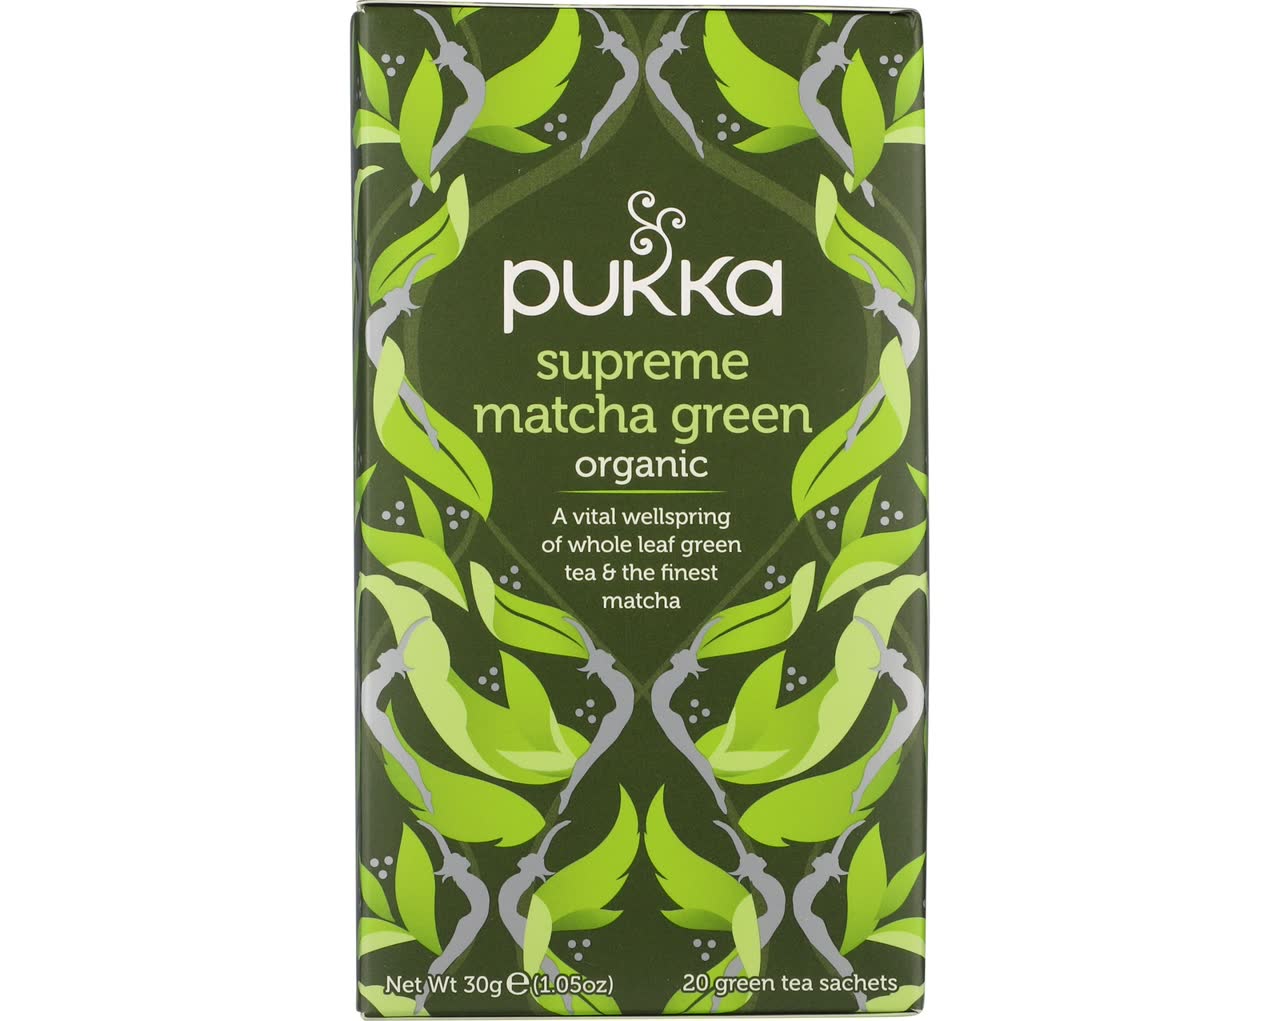 pukka
supreme
matcha green
organic
A vital wellspring
of whole leaf green
tea & the finest
matcha
Net Wt 30g ℮ (1.05oz)
20 green tea sachets